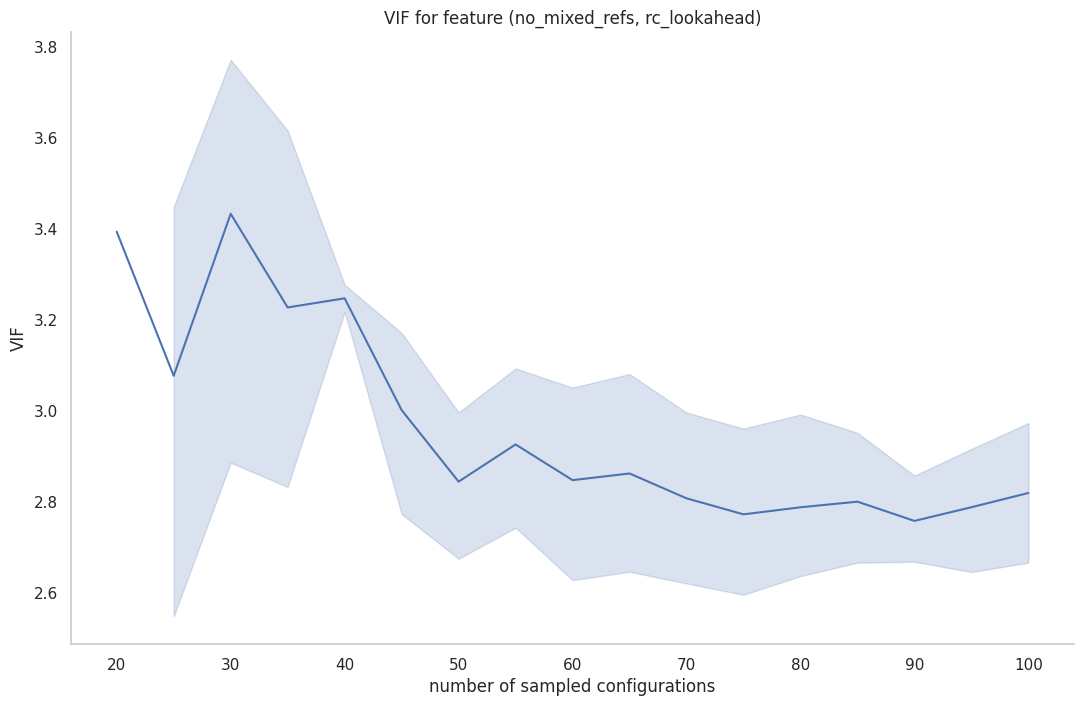 VIF for feature (no_mixed_refs, rc_lookahead)
3.8
3.6
3.4
3.2
3.0
2.8
2.6
VIF
20 30 40 50 60 70 80 90 100
number of sampled configurations